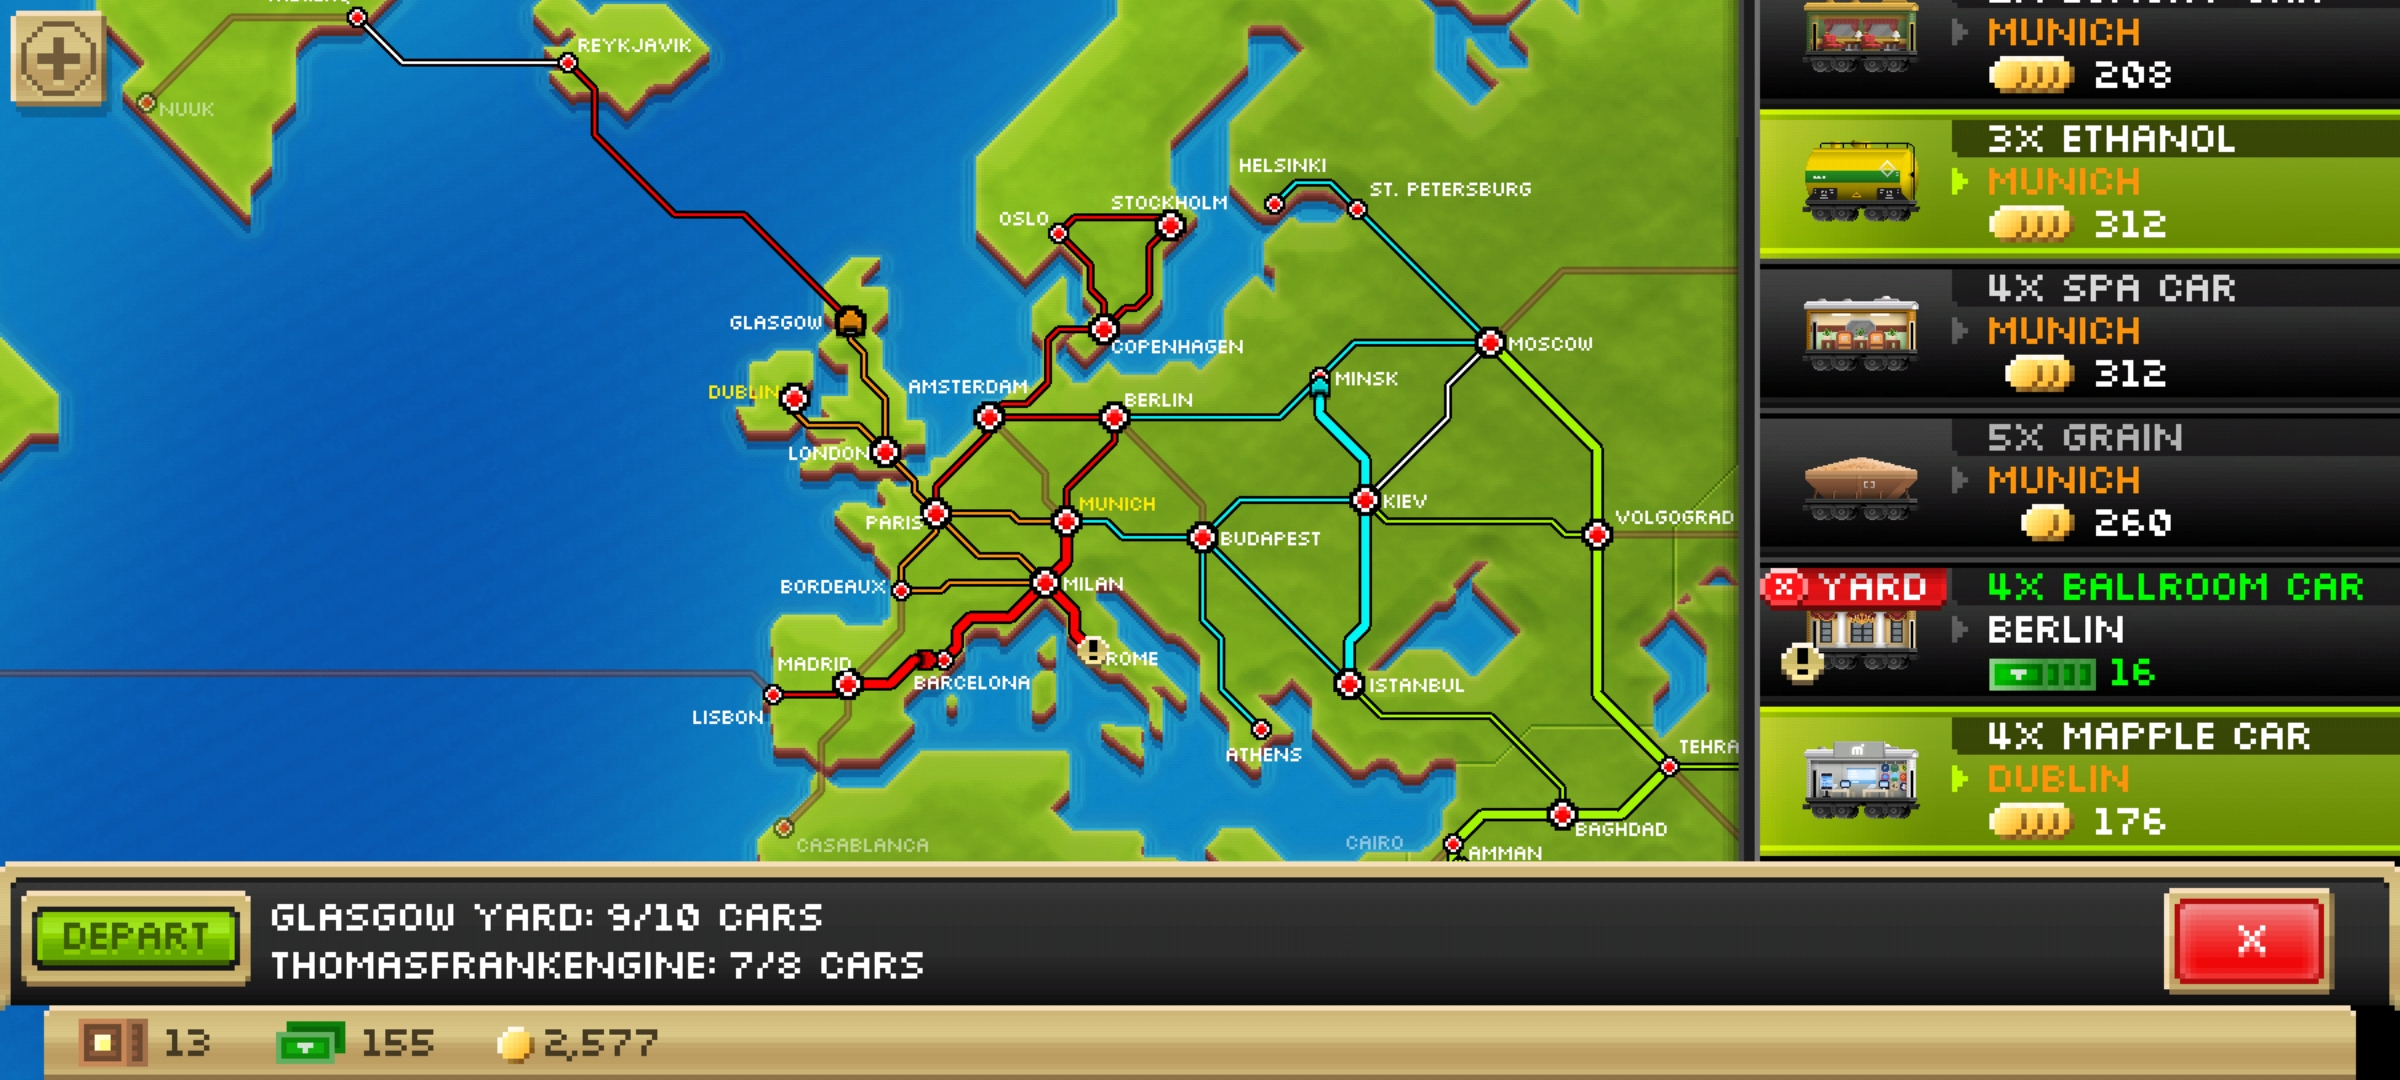 REYKJAVIK
NUUK
HELSINKI
ST. PETERSBURG
STOCKHOLM
OSLO
GLASGOW
COPENHAGEN
MOSCOW
AMSTERDAM
MINSK
DUBLIN
BERLIN
LONDON
MUNICH
KIEV
PARIS
VOLGOGRAD
BUDAPEST
BORDEAUX
MILAN
MADRID
ROME
BARCELONA
ISTANBUL
LISBON
ATHENS
TEHRA
BAGHDAD
CASABLANCA
CAIRO
AMMAN
MUNICH
208
3X ETHANOL
MUNICH
312
4X SPA CAR
MUNICH
312
5X GRAIN
MUNICH
260
X YARD
4X BALLROOM CAR
BERLIN
16
4X MAPPLE CAR
DUBLIN
176
DEPART
GLASGOW YARD: 9/10 CARS
THOMASFRANKENGINE: 7/8 CARS
X
13
155
2,577